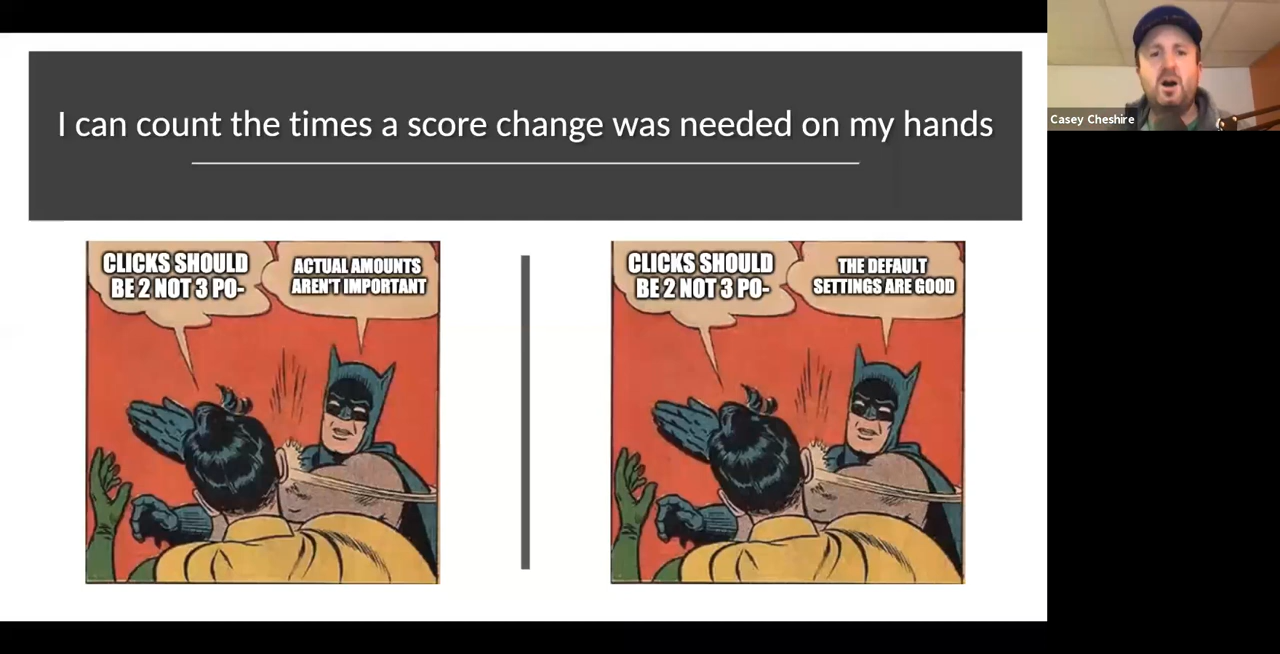 I can count the times a score change was needed on my hands
CLICKS SHOULD
BE 2 NOT 3 PO-
ACTUAL AMOUNTS
AREN'T IMPORTANT
CLICKS SHOULD
BE 2 NOT 3 PO-
THE DEFAULT
SETTINGS ARE GOOD
Casey Cheshire